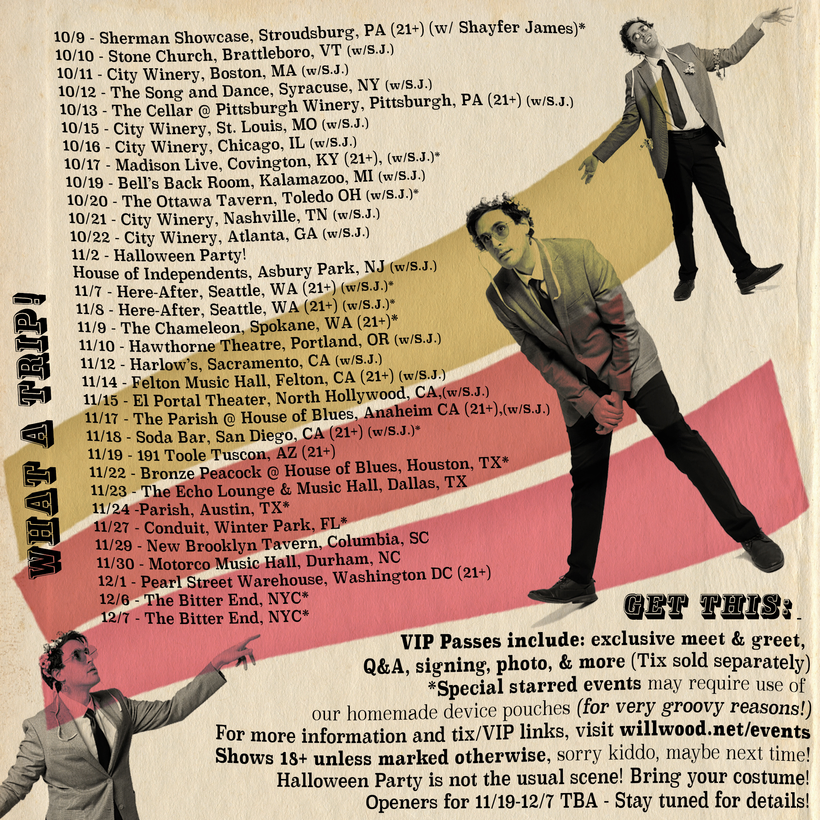 10/9 - Sherman Showcase, Stroudsburg, PA (21+) (w/ Shayfer James)*
10/10 - Stone Church, Brattleboro, VT (w/S.J.)
10/11 - City Winery, Boston, MA (w/S.J.)
10/12 - The Song and Dance, Syracuse, NY (w/S.J.)
10/13 - The Cellar @ Pittsburgh Winery, Pittsburgh, PA (21+) (w/S.J.)
10/15 - City Winery, St. Louis, MO (w/S.J.)
10/16 - City Winery, Chicago, IL (w/S.J.)
10/17 - Madison Live, Covington, KY (21+), (w/S.J.)*
10/19 - Bell's Back Room, Kalamazoo, MI (w/S.J.)
10/20 - The Ottawa Tavern, Toledo OH (w/S.J.)*
10/21 - City Winery, Nashville, TN (w/S.J.)
10/22 - City Winery, Atlanta, GA (w/S.J.)
11/2 - Halloween Party!
House of Independents, Asbury Park, NJ (w/S.J.)
11/7 - Here-After, Seattle, WA (21+) (w/S.J.)*
11/8 - Here-After, Seattle, WA (21+) (w/S.J.)*
11/9 - The Chameleon, Spokane, WA (21+)*
11/10 - Hawthorne Theatre, Portland, OR (w/S.J.)
11/12 - Harlow's, Sacramento, CA (w/S.J.)
11/14 - Felton Music Hall, Felton, CA (21+) (w/S.J.)
11/15 - El Portal Theater, North Hollywood, CA,(w/S.J.)
11/17 - The Parish @ House of Blues, Anaheim CA (21+),(w/S.J.)
11/18 - Soda Bar, San Diego, CA (21+) (w/S.J.)*
11/19 - 191 Toole Tuscon, AZ (21+)
11/22 - Bronze Peacock @ House of Blues, Houston, TX*
11/23 - The Echo Lounge & Music Hall, Dallas, TX
11/24 -Parish, Austin, TX*
11/27 - Conduit, Winter Park, FL*
11/29 - New Brooklyn Tavern, Columbia, SC
11/30 - Motorco Music Hall, Durham, NC
12/1 - Pearl Street Warehouse, Washington DC (21+)
12/6 - The Bitter End, NYC*
12/7 - The Bitter End, NYC*
WHAT A TRIP!
GET THIS:
VIP Passes include: exclusive meet & greet,
Q&A, signing, photo, & more (Tix sold separately)
*Special starred events may require use of
our homemade device pouches (for very groovy reasons!)
For more information and tix/VIP links, visit willwood.net/events
Shows 18+ unless marked otherwise, sorry kiddo, maybe next time!
Halloween Party is not the usual scene! Bring your costume!
Openers for 11/19-12/7 TBA - Stay tuned for details!